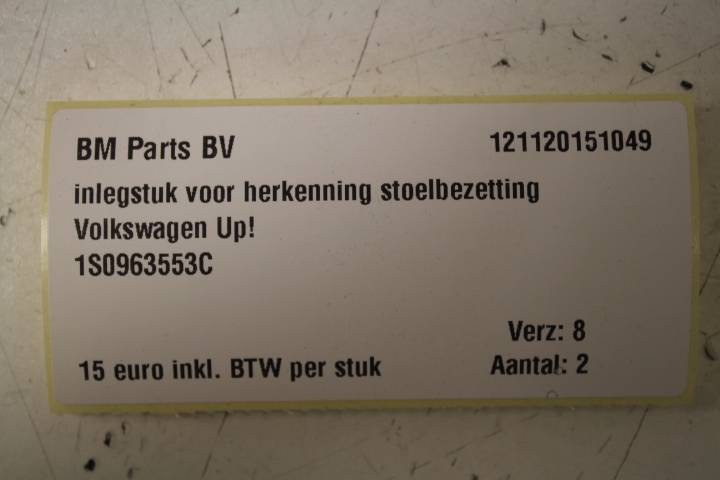 BM Parts BV 121120151049
inlegstuk voor herkenning stoelbezetting
Volkswagen Up!
1S0963553C
Verz: 8
15 euro inkl. BTW per stuk Aantal: 2